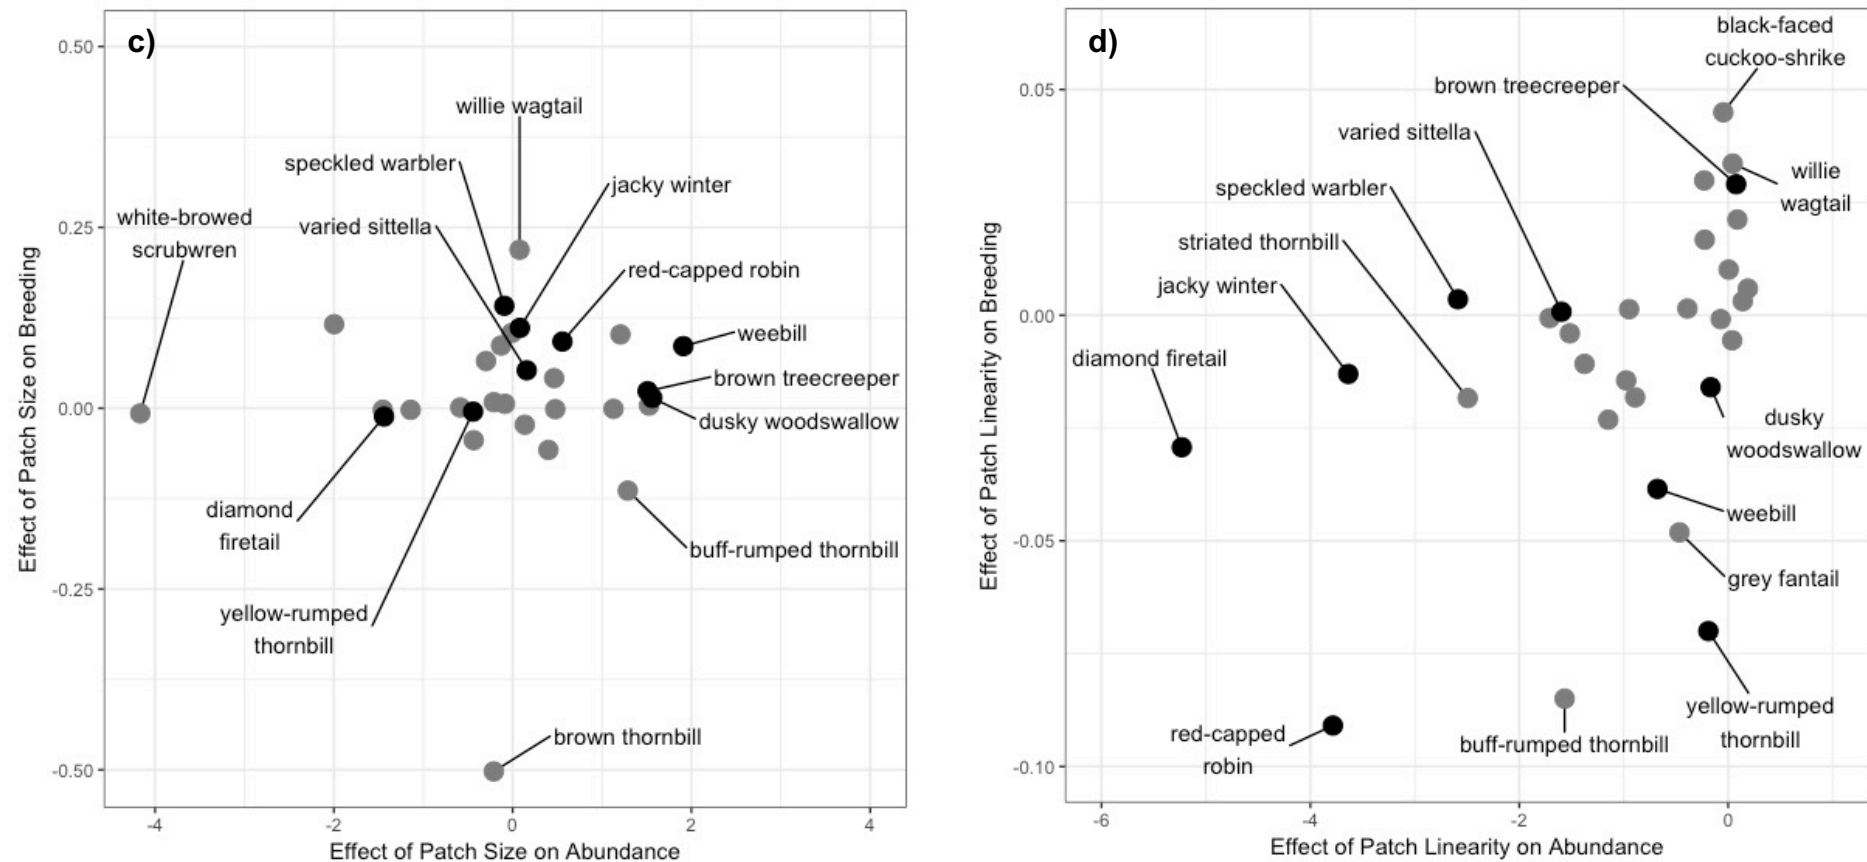 c)
0.50
0.25
0.00
-0.25
-0.50
Effect of Patch Size on Breeding
willie wagtail
speckled warbler
jacky winter
white-browed
scrubwren
varied sittella
red-capped robin
weebill
brown treecreeper
dusky woodswallow
diamond
firetail
buff-rumped thornbill
yellow-rumped
thornbill
brown thornbill
-4
-2
0
2
4
Effect of Patch Size on Abundance
d)
0.05
0.00
-0.05
-0.10
Effect of Patch Linearity on Breeding
black-faced
cuckoo-shrike
brown treecreeper
varied sittella
willie
wagtail
speckled warbler
striated thornbill
jacky winter
diamond firetail
dusky
woodswallow
weebill
grey fantail
yellow-rumped
thornbill
red-capped
robin
buff-rumped thornbill
-6
-4
-2
0
Effect of Patch Linearity on Abundance